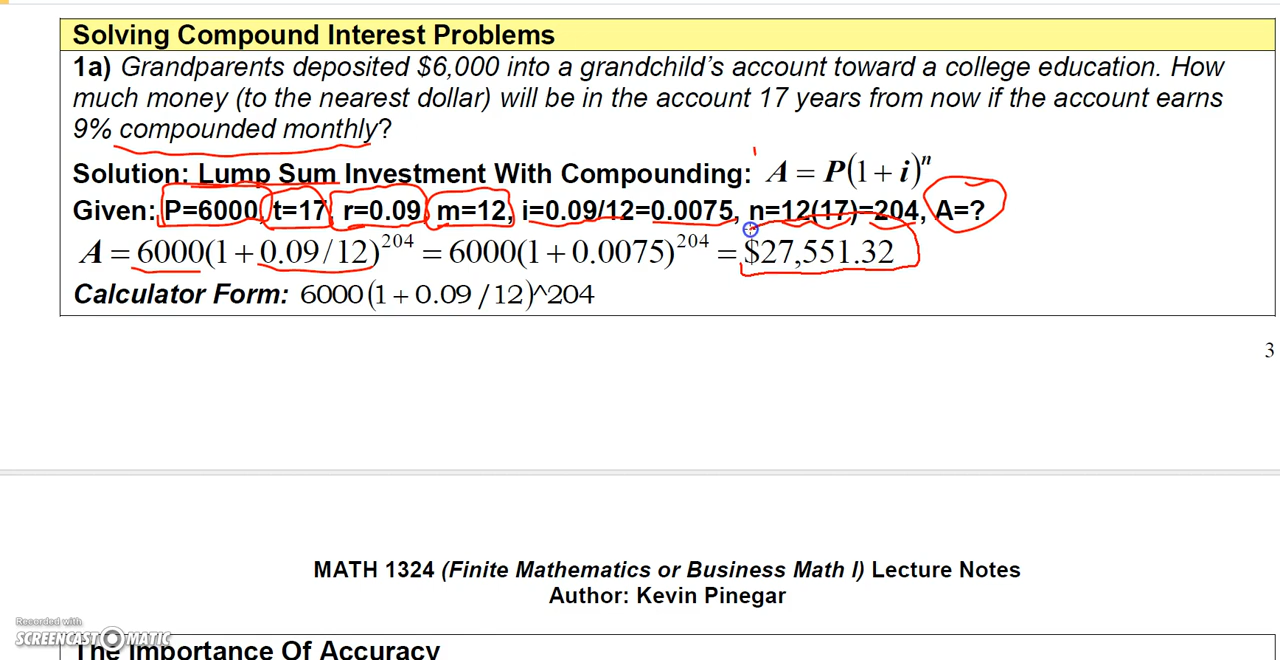 Solving Compound Interest Problems
1a) Grandparents deposited $6,000 into a grandchild's account toward a college education. How
much money (to the nearest dollar) will be in the account 17 years from now if the account earns
9% compounded monthly?
Solution: Lump Sum Investment With Compounding: A = P(1 + i)^n
Given: P=6000, t=17, r=0.09, m=12, i=0.09/12=0.0075, n=12(17)=204, A=?
A = 6000(1 + 0.09/12)^204 = 6000(1 + 0.0075)^204 = $27,551.32
Calculator Form: 6000(1 + 0.09 / 12)^204
3
MATH 1324 (Finite Mathematics or Business Math I) Lecture Notes
Author: Kevin Pinegar
Recorded with
SCREENCAST-O-MATIC
The Importance Of Accuracy